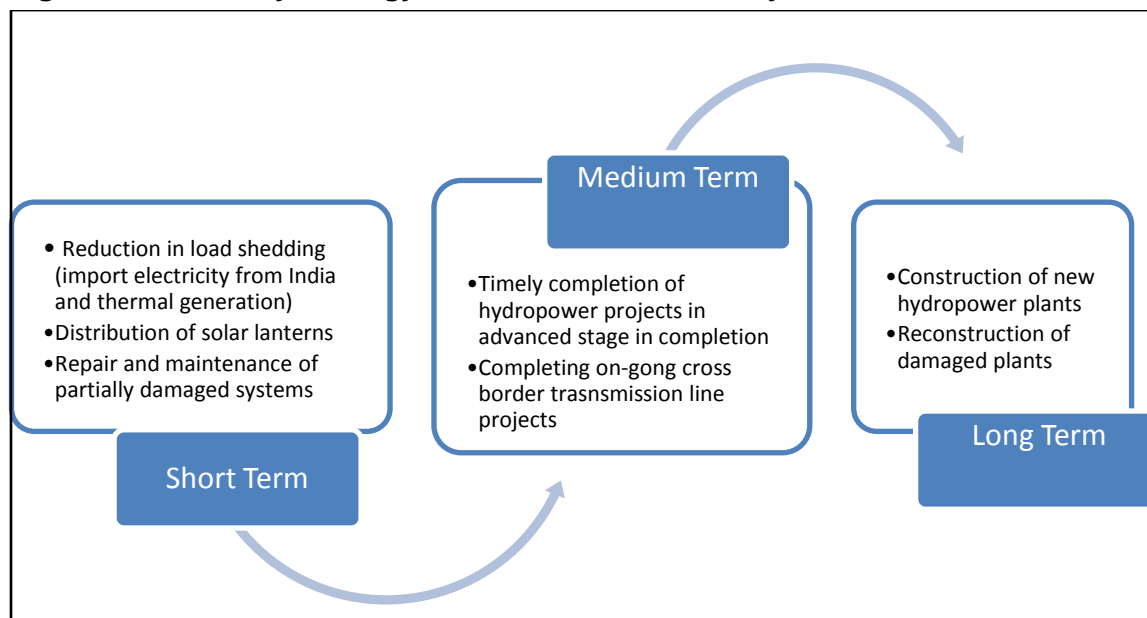 • Reduction in load shedding
(import electricity from India
and thermal generation)
•Distribution of solar lanterns
•Repair and maintenance of
partially damaged systems
Short Term
Medium Term
•Timely completion of
hydropower projects in
advanced stage in completion
•Completing on-gong cross
border trasnsmission line
projects
•Construction of new
hydropower plants
•Reconstruction of
damaged plants
Long Term